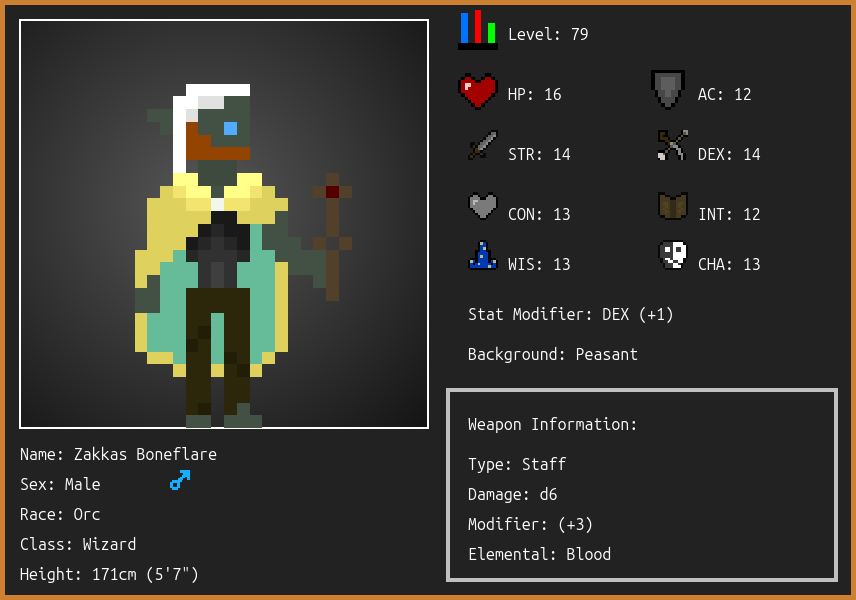 Level: 79
HP: 16
AC: 12
STR: 14
DEX: 14
CON: 13
INT: 12
WIS: 13
CHA: 13
Stat Modifier: DEX (+1)
Background: Peasant
Weapon Information:
Type: Staff
Damage: d6
Modifier: (+3)
Elemental: Blood
Name: Zakkas Boneflare
Sex: Male
Race: Orc
Class: Wizard
Height: 171cm (5'7")